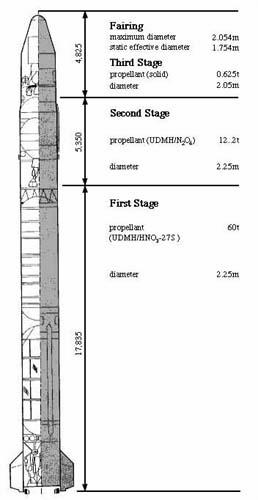 Fairing
maximum diameter 2.054m
static effective diameter 1.754m
4,825
Third Stage
propellant (solid) 0.625t
diameter 2.05m
Second Stage
5,350
propellant (UDMH/N₂O₄) 12..2t
diameter 2.25m
First Stage
propellant 60t
(UDMH/HNO₃-27S)
diameter 2.25m
17,835